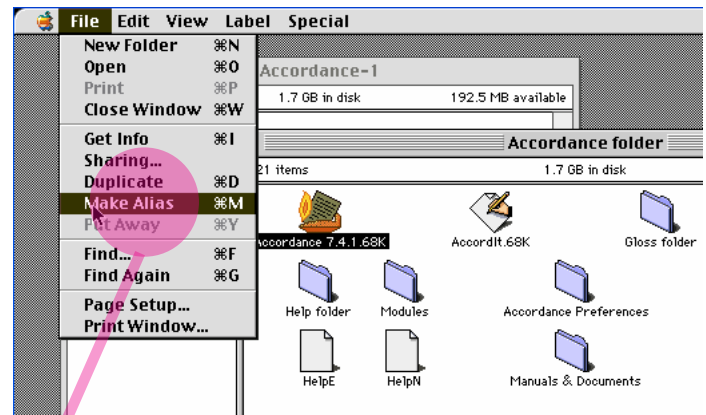 File Edit View Label Special
New Folder ⌘N
Open ⌘O
Print ⌘P
Close Window ⌘W
Get Info ⌘I
Sharing...
Duplicate ⌘D
Make Alias ⌘M
Put Away ⌘Y
Find... ⌘F
Find Again ⌘G
Page Setup...
Print Window...
Accordance-1
1.7 GB in disk 192.5 MB available
Accordance folder
21 items 1.7 GB in disk
Accordance 7.4.1.68K AccordIt.68K Gloss folder
Help folder Modules Accordance Preferences
HelpE HelpN Manuals & Documents